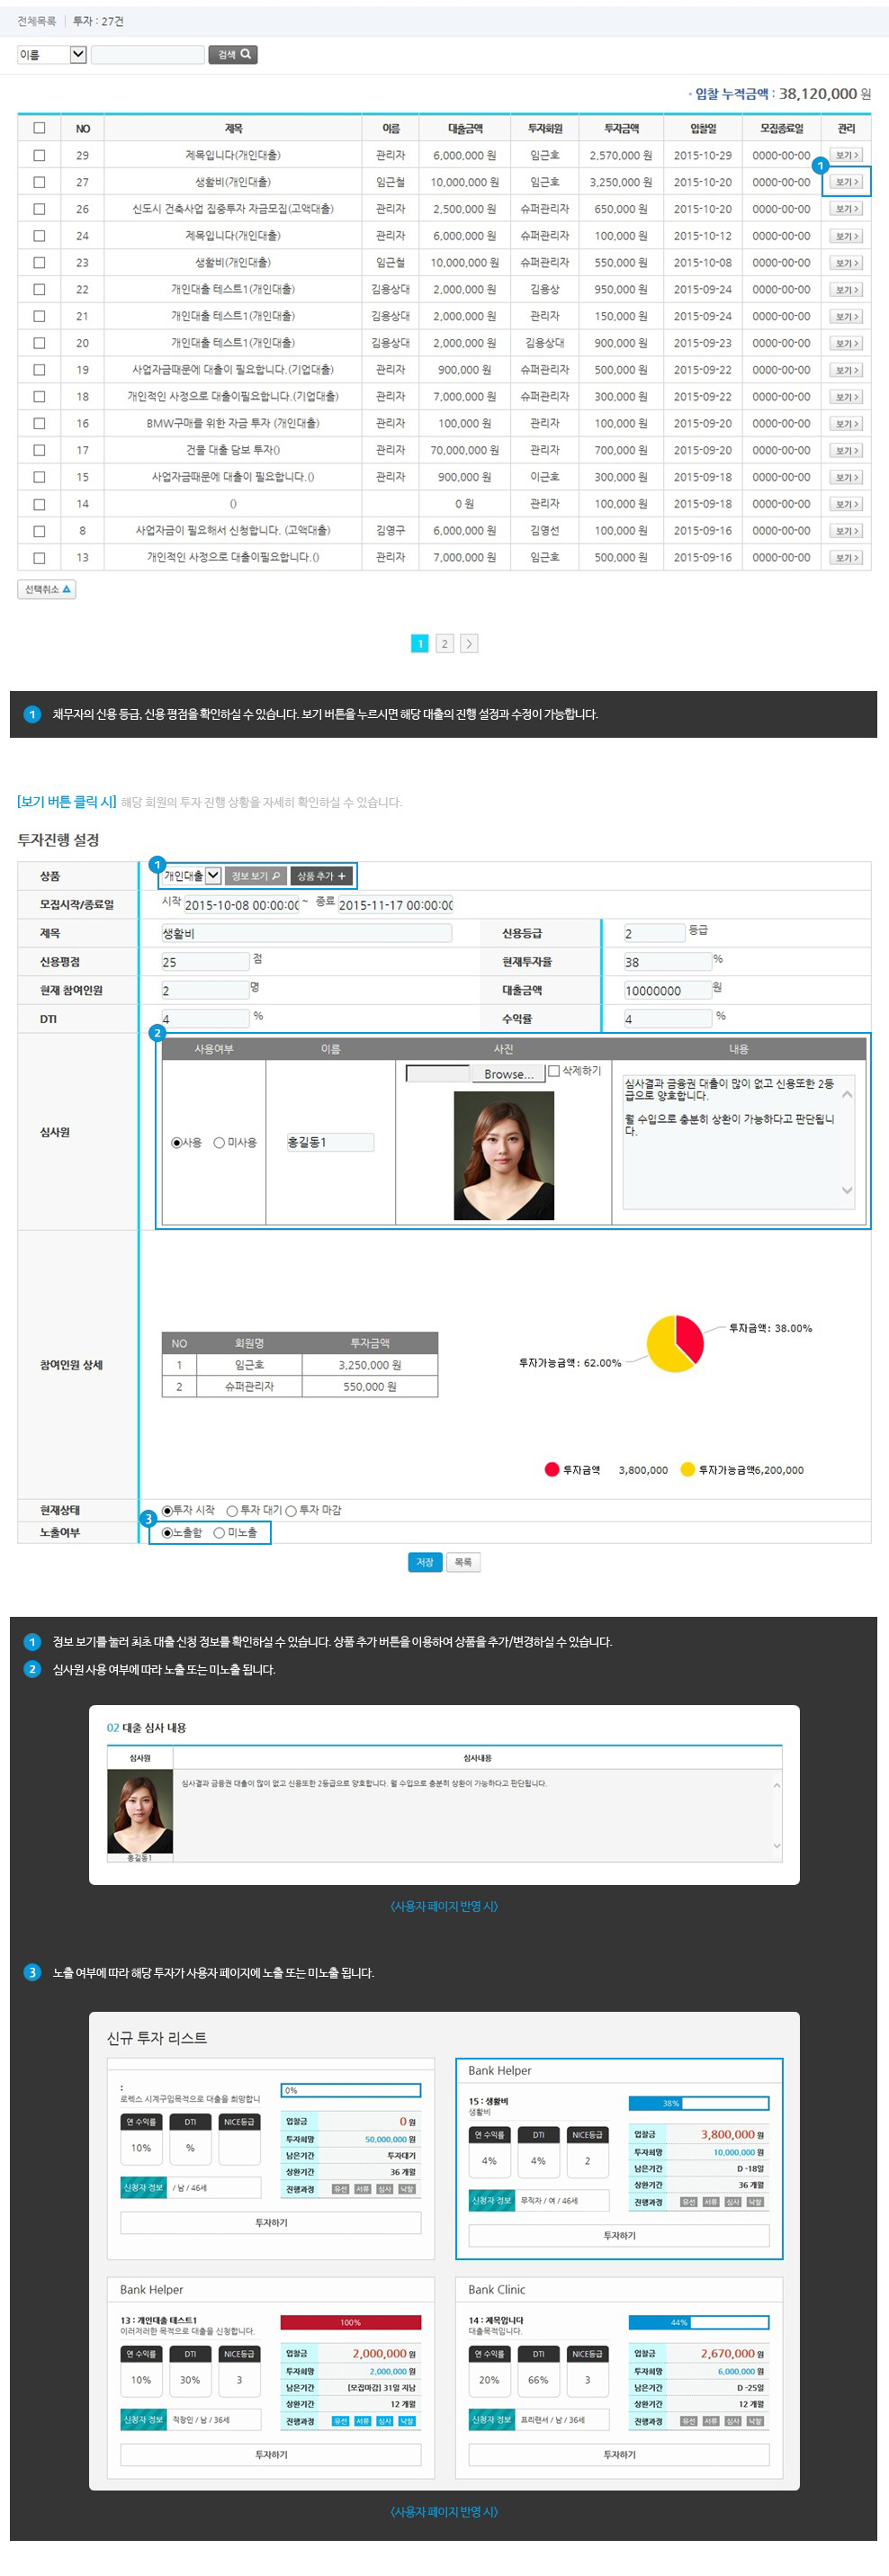 전체목록 | 투자 : 27건
이름 검색
• 입찰 누적금액 : 38,120,000 원
NO 제목 이름 대출금액 투자회원 투자금액 입찰일 모집종료일 관리
29 제목입니다(개인대출) 관리자 6,000,000 원 임근호 2,570,000 원 2015-10-29 0000-00-00 보기 >
1
27 생활비(개인대출) 임근철 10,000,000 원 임근호 3,250,000 원 2015-10-20 0000-00-00 보기 >
26 신도시 건축사업 집중투자 자금모집(고액대출) 관리자 2,500,000 원 슈퍼관리자 650,000 원 2015-10-20 0000-00-00 보기 >
24 제목입니다(개인대출) 관리자 6,000,000 원 슈퍼관리자 100,000 원 2015-10-12 0000-00-00 보기 >
23 생활비(개인대출) 임근철 10,000,000 원 슈퍼관리자 550,000 원 2015-10-08 0000-00-00 보기 >
22 개인대출 테스트1(개인대출) 김용상대 2,000,000 원 김용상 950,000 원 2015-09-24 0000-00-00 보기 >
21 개인대출 테스트1(개인대출) 김용상대 2,000,000 원 관리자 150,000 원 2015-09-24 0000-00-00 보기 >
20 개인대출 테스트1(개인대출) 김용상대 2,000,000 원 김용상대 900,000 원 2015-09-23 0000-00-00 보기 >
19 사업자금때문에 대출이 필요합니다.(기업대출) 관리자 900,000 원 슈퍼관리자 500,000 원 2015-09-22 0000-00-00 보기 >
18 개인적인 사정으로 대출이필요합니다.(기업대출) 관리자 7,000,000 원 슈퍼관리자 300,000 원 2015-09-22 0000-00-00 보기 >
16 BMW구매를 위한 자금 투자 (개인대출) 관리자 100,000 원 관리자 100,000 원 2015-09-20 0000-00-00 보기 >
17 건물 대출 담보 투자() 관리자 70,000,000 원 관리자 700,000 원 2015-09-20 0000-00-00 보기 >
15 사업자금때문에 대출이 필요합니다.() 관리자 900,000 원 이근호 300,000 원 2015-09-18 0000-00-00 보기 >
14 () 0 원 관리자 100,000 원 2015-09-18 0000-00-00 보기 >
8 사업자금이 필요해서 신청합니다. (고액대출) 김영구 6,000,000 원 김영선 100,000 원 2015-09-16 0000-00-00 보기 >
13 개인적인 사정으로 대출이필요합니다.() 관리자 7,000,000 원 임근호 500,000 원 2015-09-16 0000-00-00 보기 >
선택취소
1 2 >
1 채무자의 신용 등급, 신용 평점을 확인하실 수 있습니다. 보기 버튼을 누르시면 해당 대출의 진행 설정과 수정이 가능합니다.
[보기 버튼 클릭 시] 해당 회원의 투자 진행 상황을 자세히 확인하실 수 있습니다.
투자진행 설정
1
상품 개인대출 정보 보기 상품 추가 +
모집시작/종료일 시작 2015-10-08 00:00:00 ~ 종료 2015-11-17 00:00:00
제목 생활비 신용등급 2 등급
신용평점 25 점 현재투자율 38 %
현재 참여인원 2 명 대출금액 10000000 원
DTI 4 % 수익률 4 %
2
사용여부 이름 사진 내용
Browse... 삭제하기
심사원 사용 미사용 홍길동1
심사결과 금융권 대출이 많이 없고 신용또한 2등
급으로 양호합니다.
월 수입으로 충분히 상환이 가능하다고 판단됩니
다.
참여인원 상세
NO 회원명 투자금액
1 임근호 3,250,000 원
2 슈퍼관리자 550,000 원
투자금액: 38.00%
투자가능금액: 62.00%
투자금액 3,800,000 투자가능금액6,200,000
현재상태 투자 시작 투자 대기 투자 마감
3
노출여부 노출함 미노출
저장 목록
1 정보 보기를 눌러 최초 대출 신청 정보를 확인하실 수 있습니다. 상품 추가 버튼을 이용하여 상품을 추가/변경하실 수 있습니다.
2 심사원 사용 여부에 따라 노출 또는 미노출 됩니다.
02 대출 심사 내용
심사원 심사내용
심사결과 금융권 대출이 많이 없고 신용또한 2등급으로 양호합니다. 월 수입으로 충분히 상환이 가능하다고 판단됩니다.
홍길동1
<사용자 페이지 반영 시>
3 노출 여부에 따라 해당 투자가 사용자 페이지에 노출 또는 미노출 됩니다.
신규 투자 리스트
:
로렉스 시계구입목적으로 대출을 희망합니
0%
연 수익률 DTI NICE등급
10% %
입찰금 0 원
투자희망 50,000,000 원
남은기간 투자대기
상환기간 36 개월
신청자 정보 / 남 / 46세
진행과정 유선 서류 심사 낙찰
투자하기
Bank Helper
15 : 생활비
생활비
38%
연 수익률 DTI NICE등급
4% 4% 2
입찰금 3,800,000 원
투자희망 10,000,000 원
남은기간 D -18일
상환기간 36 개월
신청자 정보 무직자 / 여 / 46세
진행과정 유선 서류 심사 낙찰
투자하기
Bank Helper
13 : 개인대출 테스트1
이러저러한 목적으로 대출을 신청합니다.
100%
연 수익률 DTI NICE등급
10% 30% 3
입찰금 2,000,000 원
투자희망 2,000,000 원
남은기간 [모집마감] 31일 지남
상환기간 12 개월
신청자 정보 직장인 / 남 / 36세
진행과정 유선 서류 심사 낙찰
투자하기
Bank Clinic
14 : 제목입니다
대출목적입니다.
44%
연 수익률 DTI NICE등급
20% 66% 3
입찰금 2,670,000 원
투자희망 6,000,000 원
남은기간 D -25일
상환기간 12 개월
신청자 정보 프리랜서 / 남 / 36세
진행과정 유선 서류 심사 낙찰
투자하기
<사용자 페이지 반영 시>